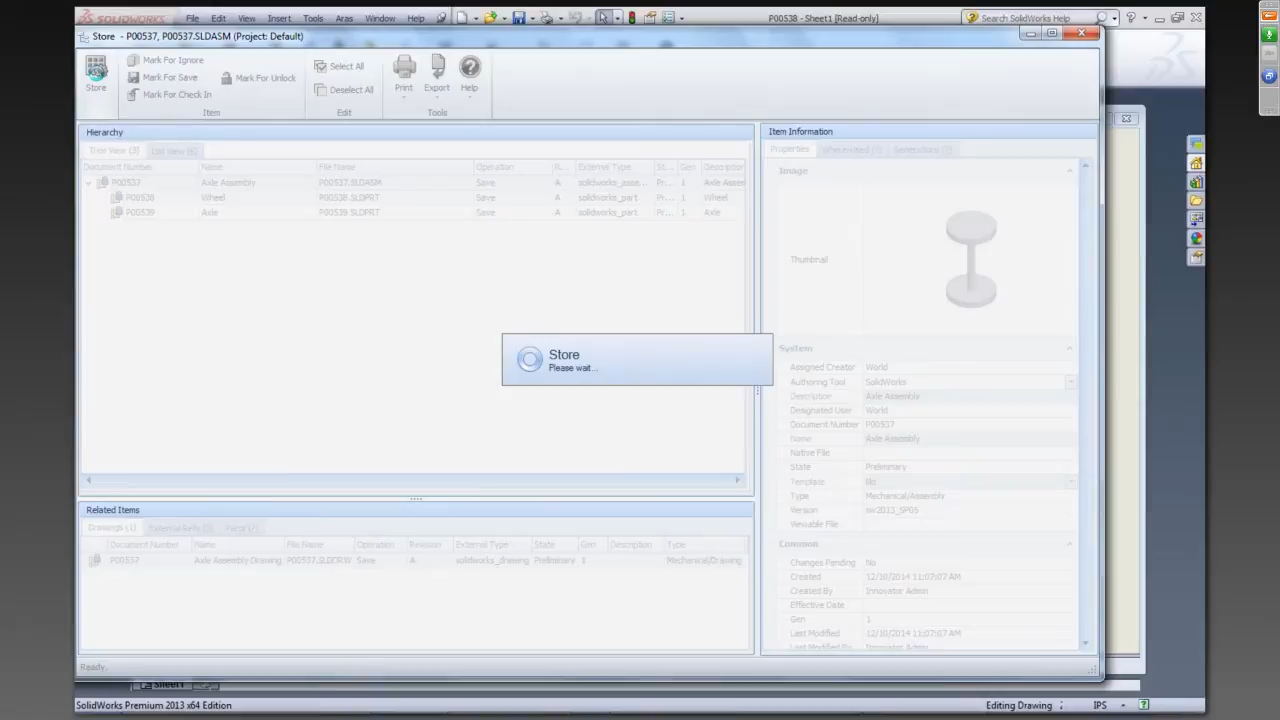 SOLIDWORKS File Edit View Insert Tools Aras Window Help P00538 - Sheet1 [Read-only] Search SolidWorks Help
Store - P00537, P00537.SLDASM (Project: Default)
Mark For Ignore
Mark For Save
Mark For Check In
Mark For Unlock
Select All
Deselect All
Store
Print
Export
Help
Item
Edit
Tools
Hierarchy
Tree View (3) List View (6)
Document Number Name File Name Operation R... External Type St... Gen Descriptio
P00537 Axle Assembly P00537.SLDASM Save A solidworks_asse... Pr... 1 Axle Assem
P00538 Wheel P00538.SLDPRT Save A solidworks_part Pr... 1 Wheel
P00539 Axle P00539.SLDPRT Save A solidworks_part Pr... 1 Axle
Store
Please wait...
Related Items
Drawings (1)
Document Number Name File Name Operation Revision External Type State Gen Description Type
P00537 Axle Assembly Drawing P00537.SLDDRW Save A solidworks_drawing Preliminary 1 Mechanical/Drawing
Item Information
Properties
Image
Thumbnail
System
Assigned Creator World
Authoring Tool SolidWorks
Description Axle Assembly
Designated User World
Document Number P00537
Name Axle Assembly
Native File
State Preliminary
Template No
Type Mechanical/Assembly
Version sw2013_SP05
Viewable File
Common
Changes Pending No
Created 12/10/2014 11:07:07 AM
Created By Innovator Admin
Effective Date
Gen 1
Last Modified 12/10/2014 11:07:07 AM
Last Modified By Innovator Admin
Ready.
Sheet1
SolidWorks Premium 2013 x64 Edition Editing Drawing IPS